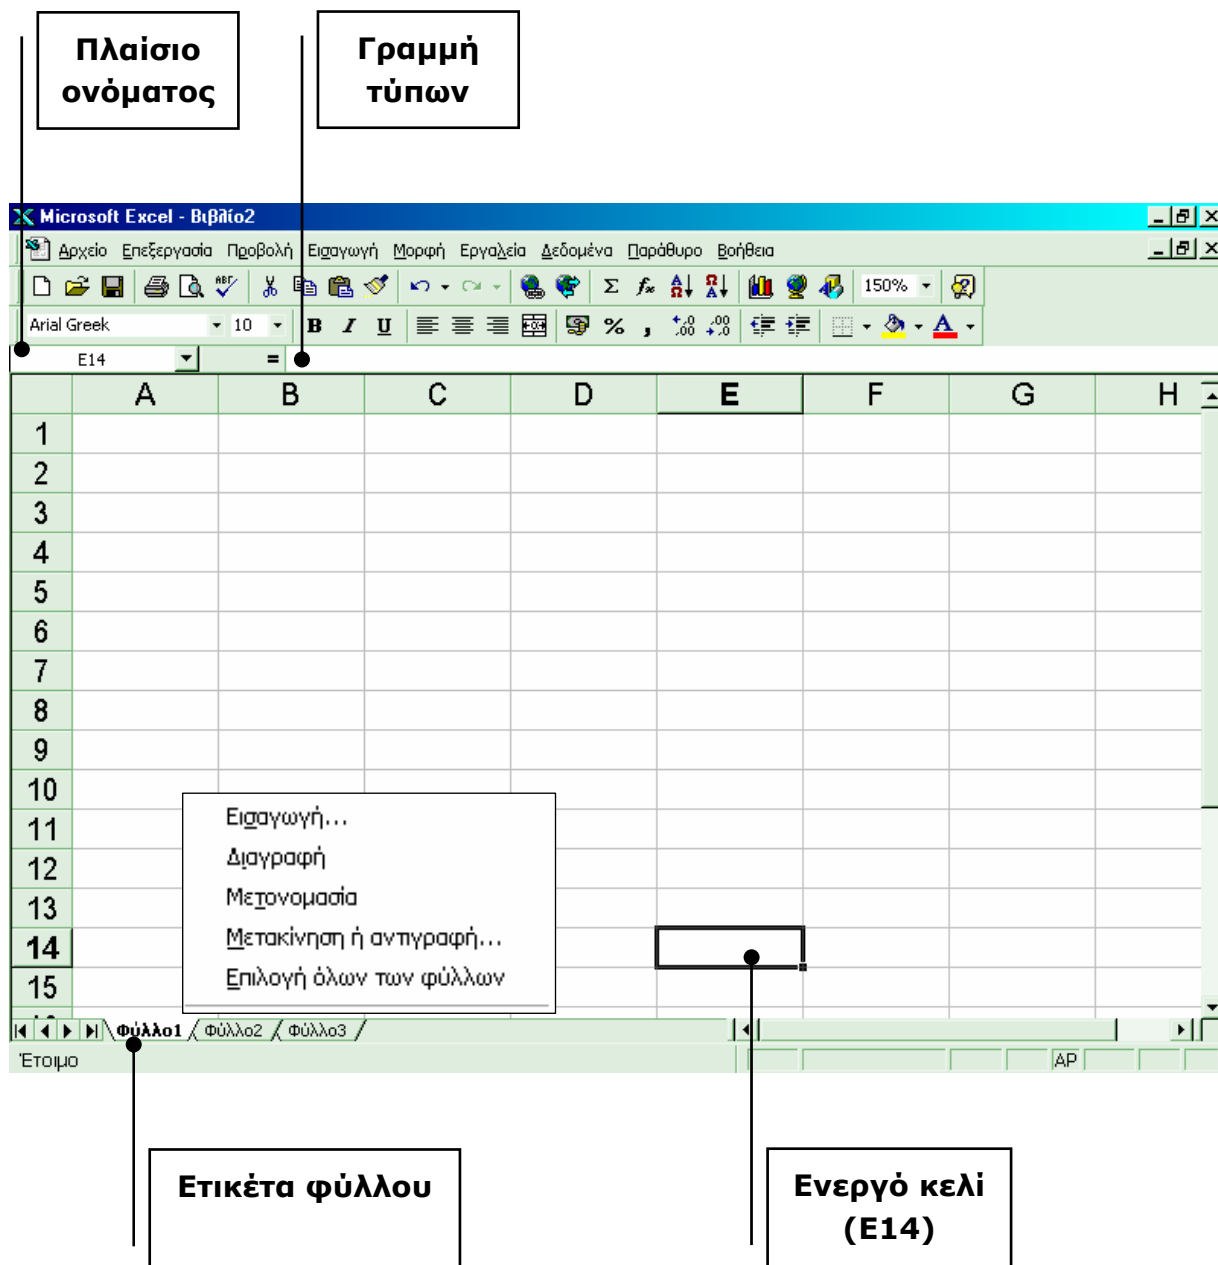 Πλαίσιο
ονόματος
Γραμμή
τύπων
Microsoft Excel - Βιβλίο2
Αρχείο Επεξεργασία Προβολή Εισαγωγή Μορφή Εργαλεία Δεδομένα Παράθυρο Βοήθεια
150%
Arial Greek 10 B I U % ,
E14 =
A B C D E F G H
1
2
3
4
5
6
7
8
9
10
11
12
13
14
15
Εισαγωγή...
Διαγραφή
Μετονομασία
Μετακίνηση ή αντιγραφή...
Επιλογή όλων των φύλλων
Φύλλο1 Φύλλο2 Φύλλο3
Έτοιμο
AP
Ετικέτα φύλλου
Ενεργό κελί
(Ε14)